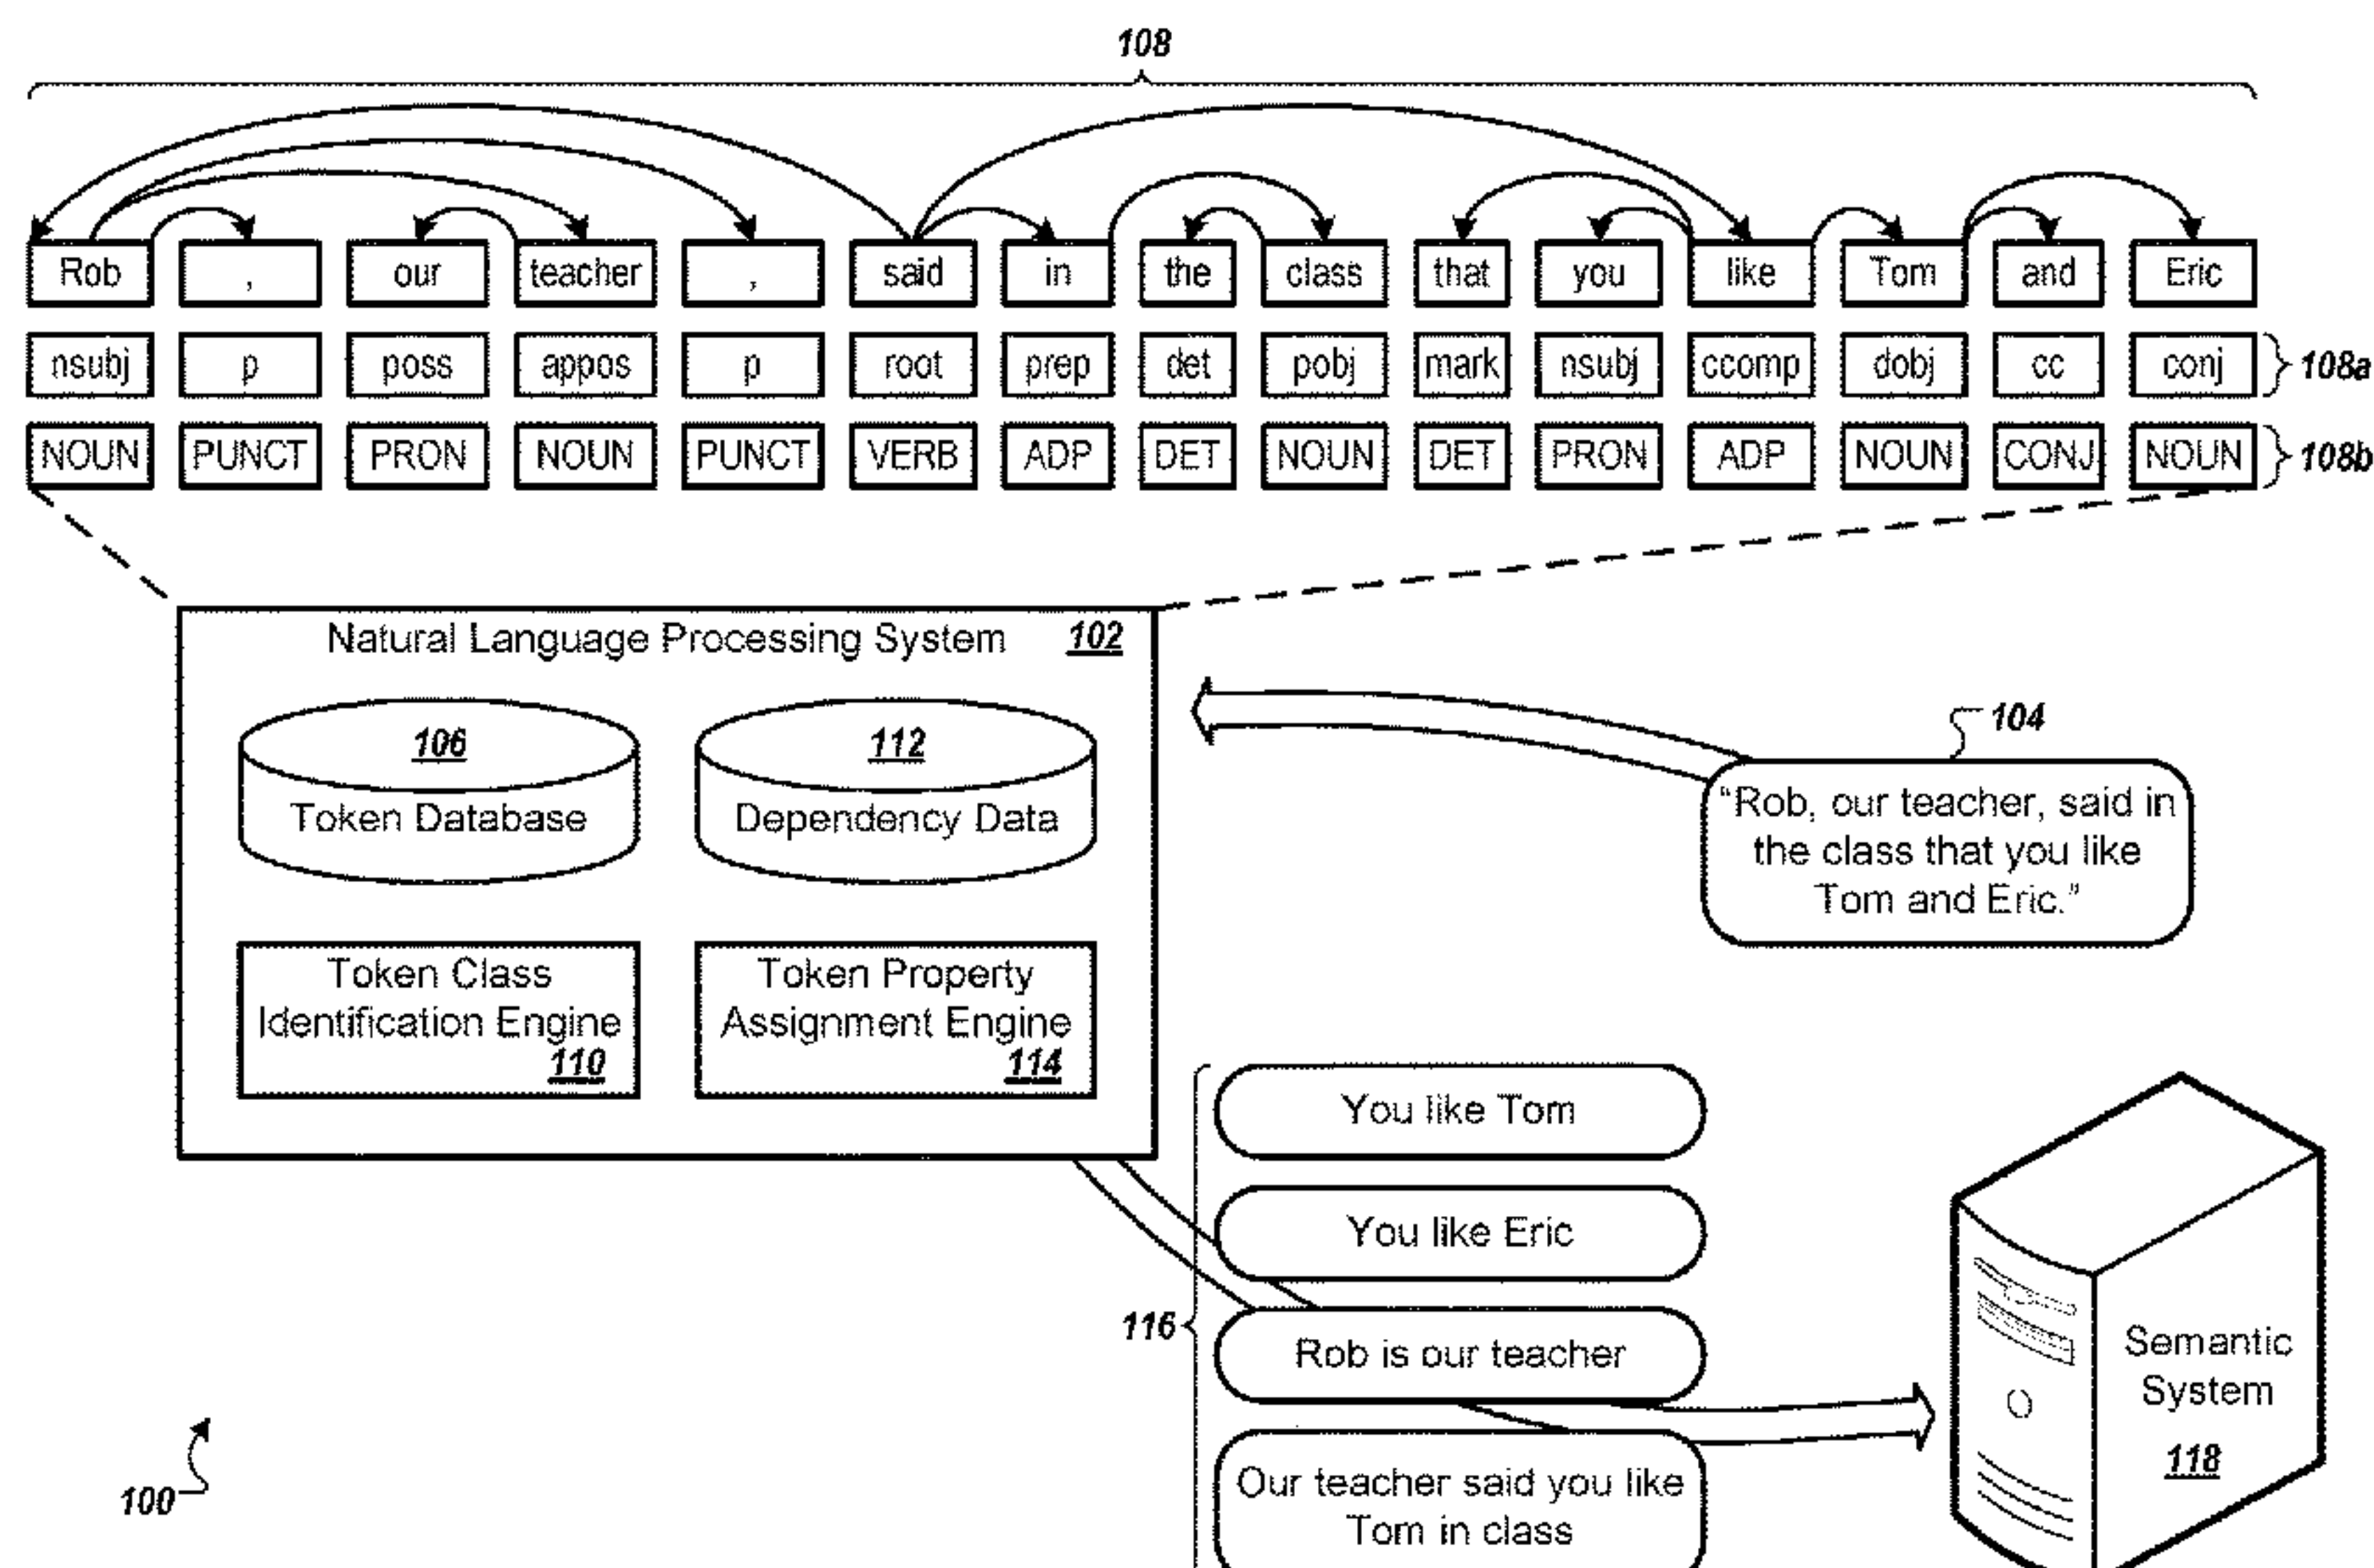 108
Rob , our teacher , said in the class that you like Tom and Eric
nsubj p poss appos p root prep det pobj mark nsubj ccomp dobj cc conj 108a
NOUN PUNCT PRON NOUN PUNCT VERB ADP DET NOUN DET PRON ADP NOUN CONJ NOUN 108b
Natural Language Processing System 102
106
Token Database
112
Dependency Data
104
“Rob, our teacher, said in
the class that you like
Tom and Eric.”
Token Class
Identification Engine
110
Token Property
Assignment Engine
114
116
You like Tom
You like Eric
Rob is our teacher
Our teacher said you like
Tom in class
Semantic
System
118
100